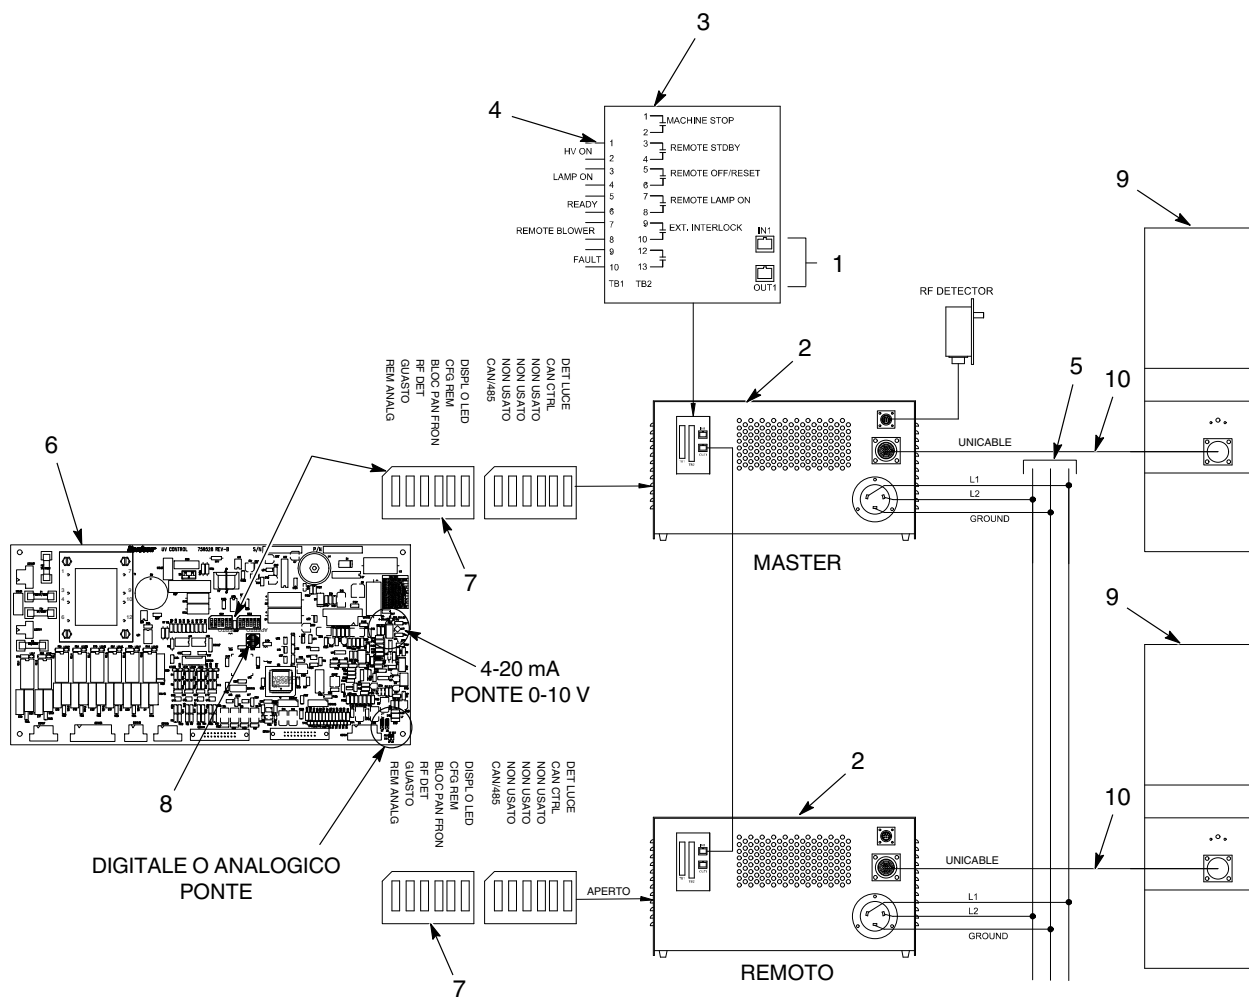 3
4
1
MACHINE STOP
2
1
HV ON
2
3
REMOTE STDBY
4
3
LAMP ON
4
5
REMOTE OFF/RESET
6
5
READY
6
7
REMOTE LAMP ON
8
7
REMOTE BLOWER
8
9
EXT. INTERLOCK
10
IN1
9
FAULT
10
12
13
TB1
TB2
OUT1
1
9
RF DETECTOR
2
5
10
DISPL O LED
CFG REM
BLOC PAN FRON
RF DET
GUASTO
REM ANALG
DET LUCE
CAN CTRL
NON USATO
NON USATO
NON USATO
CAN/485
UNICABLE
L1
L2
GROUND
MASTER
6
7
UV CONTROL
S/N
P/N
4-20 mA
PONTE 0-10 V
8
DIGITALE O ANALOGICO
PONTE
9
2
10
DISPL O LED
CFG REM
BLOC PAN FRON
RF DET
GUASTO
REM ANALG
DET LUCE
CAN CTRL
NON USATO
NON USATO
NON USATO
CAN/485
APERTO
UNICABLE
L1
L2
GROUND
REMOTO
7